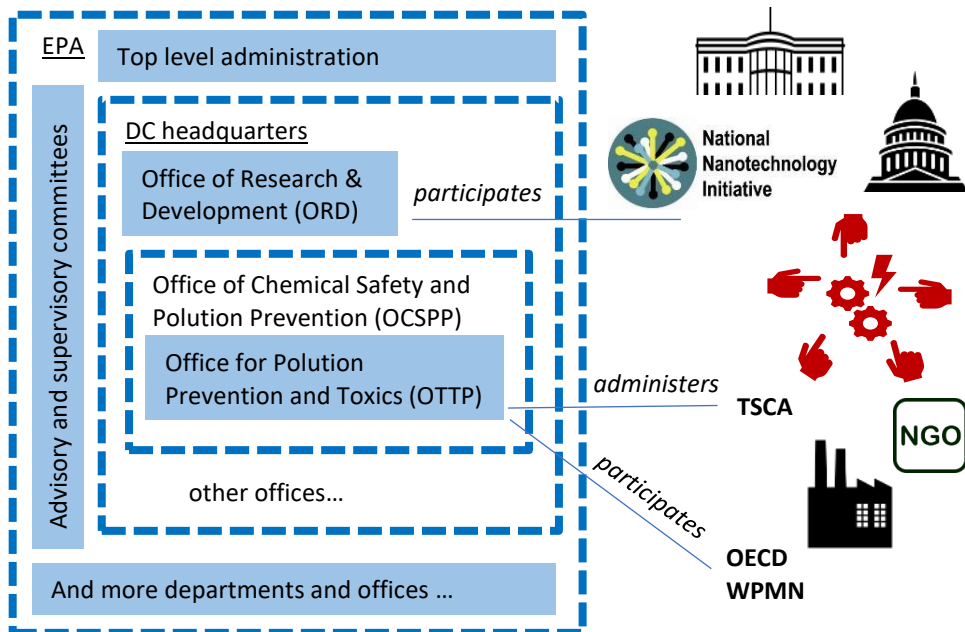 EPA
Top level administration
Advisory and supervisory committees
DC headquarters
Office of Research &
Development (ORD)
participates
National
Nanotechnology
Initiative
Office of Chemical Safety and
Polution Prevention (OCSPP)
Office for Polution
Prevention and Toxics (OTTP)
administers
TSCA
NGO
participates
other offices…
OECD
WPMN
And more departments and offices …